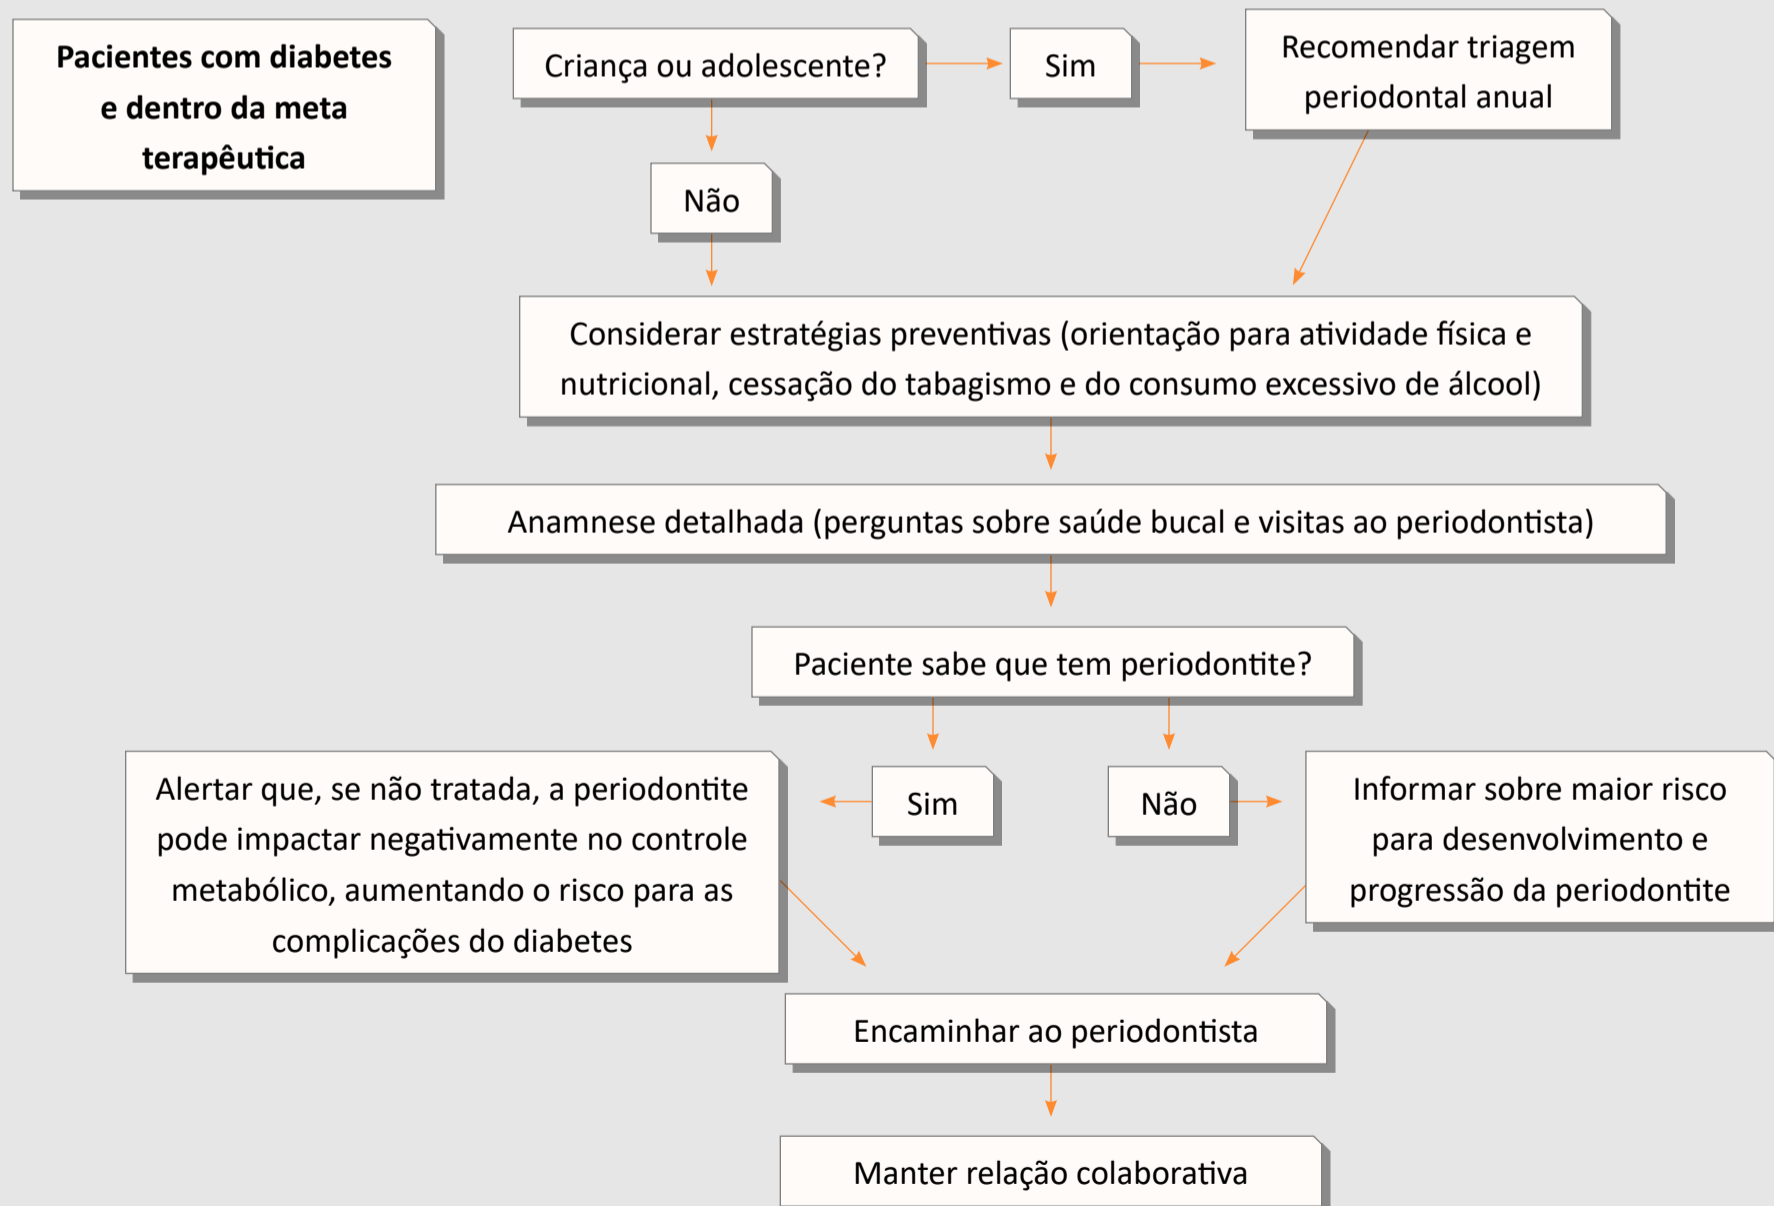 Pacientes com diabetes
e dentro da meta
terapêutica
Criança ou adolescente?
Sim
Recomendar triagem
periodontal anual
Não
Considerar estratégias preventivas (orientação para atividade física e
nutricional, cessação do tabagismo e do consumo excessivo de álcool)
Anamnese detalhada (perguntas sobre saúde bucal e visitas ao periodontista)
Paciente sabe que tem periodontite?
Sim
Não
Alertar que, se não tratada, a periodontite
pode impactar negativamente no controle
metabólico, aumentando o risco para as
complicações do diabetes
Informar sobre maior risco
para desenvolvimento e
progressão da periodontite
Encaminhar ao periodontista
Manter relação colaborativa